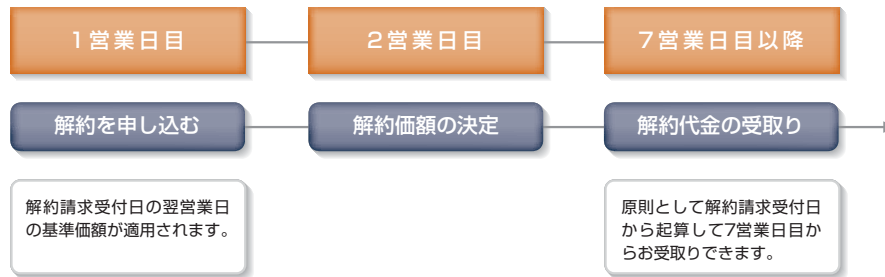 1営業日目
2営業日目
7営業日目以降
解約を申し込む
解約価額の決定
解約代金の受取り
解約請求受付日の翌営業日
の基準価額が適用されます。
原則として解約請求受付日
から起算して7営業日目か
らお受取りできます。